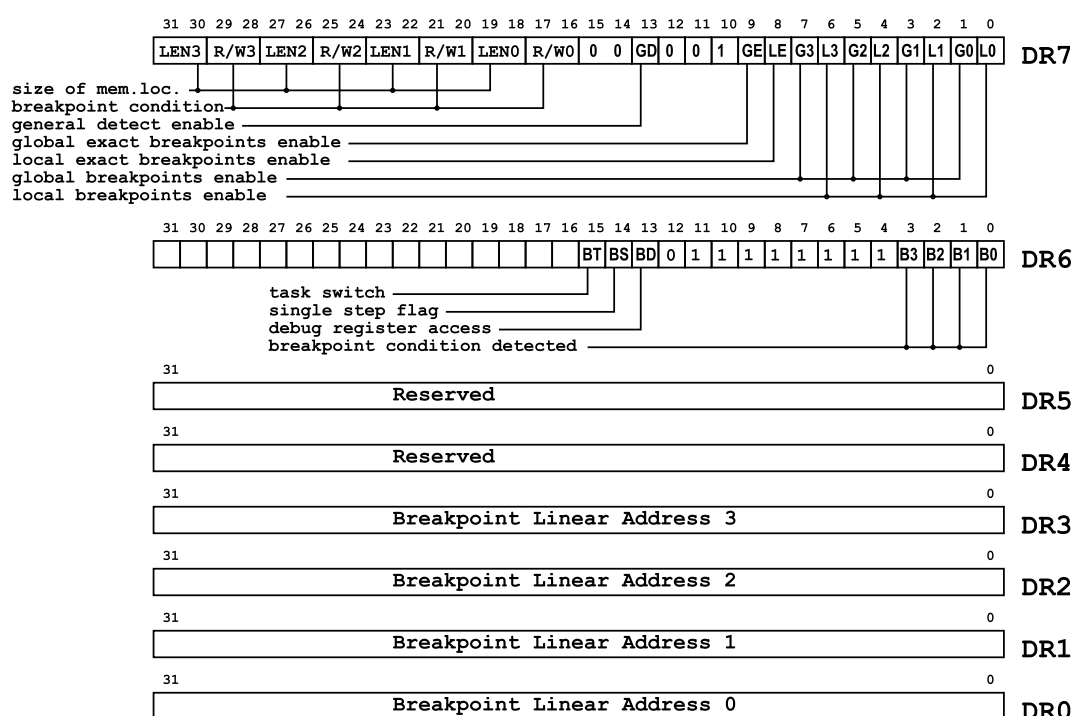 31 30 29 28 27 26 25 24 23 22 21 20 19 18 17 16 15 14 13 12 11 10 9 8 7 6 5 4 3 2 1 0
LEN3 R/W3 LEN2 R/W2 LEN1 R/W1 LEN0 R/W0 0 0 GD 0 0 1 GE LE G3 L3 G2 L2 G1 L1 G0 L0 DR7
size of mem.loc.
breakpoint condition
general detect enable
global exact breakpoints enable
local exact breakpoints enable
global breakpoints enable
local breakpoints enable
31 30 29 28 27 26 25 24 23 22 21 20 19 18 17 16 15 14 13 12 11 10 9 8 7 6 5 4 3 2 1 0
BT BS BD 0 1 1 1 1 1 1 1 1 B3 B2 B1 B0 DR6
task switch
single step flag
debug register access
breakpoint condition detected
31 0
Reserved DR5
31 0
Reserved DR4
31 0
Breakpoint Linear Address 3 DR3
31 0
Breakpoint Linear Address 2 DR2
31 0
Breakpoint Linear Address 1 DR1
31 0
Breakpoint Linear Address 0 DR0